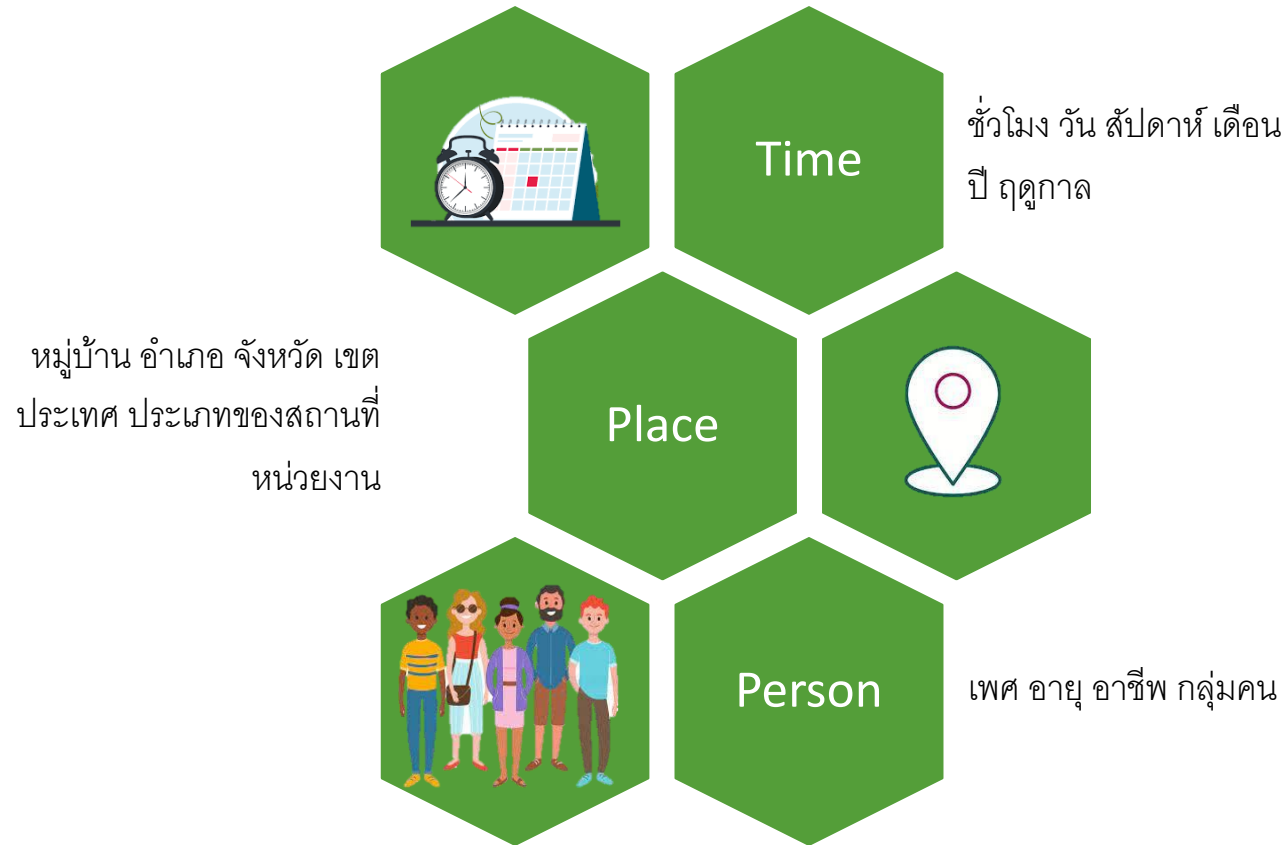 Time
ชั่วโมง วัน สัปดาห์ เดือน
ปี ฤดูกาล
หมู่บ้าน อำเภอ จังหวัด เขต
ประเทศ ประเภทของสถานที่
หน่วยงาน
Place
Person
เพศ อายุ อาชีพ กลุ่มคน